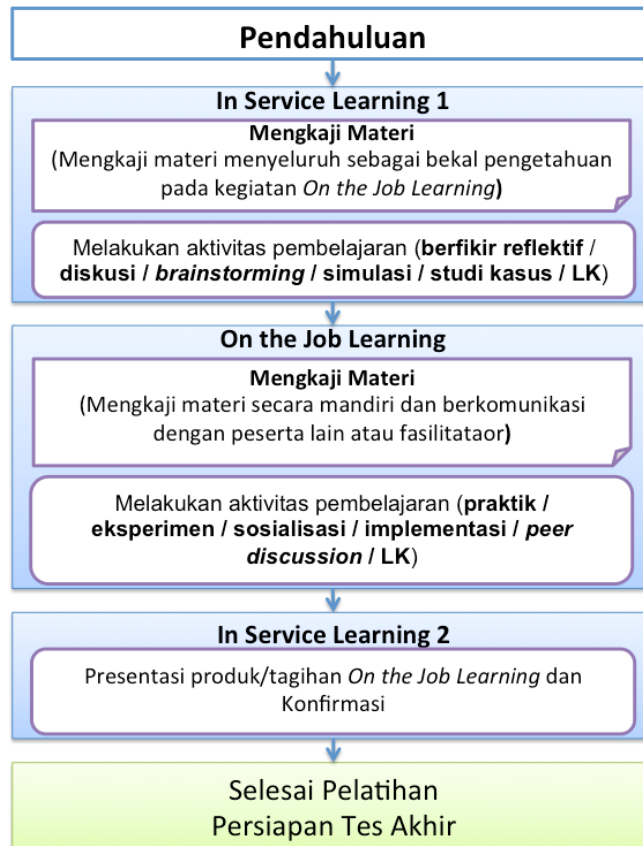 Pendahuluan
In Service Learning 1
Mengkaji Materi
(Mengkaji materi menyeluruh sebagai bekal pengetahuan
pada kegiatan On the Job Learning)
Melakukan aktivitas pembelajaran (berfikir reflektif /
diskusi / brainstorming / simulasi / studi kasus / LK)
On the Job Learning
Mengkaji Materi
(Mengkaji materi secara mandiri dan berkomunikasi
dengan peserta lain atau fasilitataor)
Melakukan aktivitas pembelajaran (praktik /
eksperimen / sosialisasi / implementasi / peer
discussion / LK)
In Service Learning 2
Presentasi produk/tagihan On the Job Learning dan
Konfirmasi
Selesai Pelatihan
Persiapan Tes Akhir